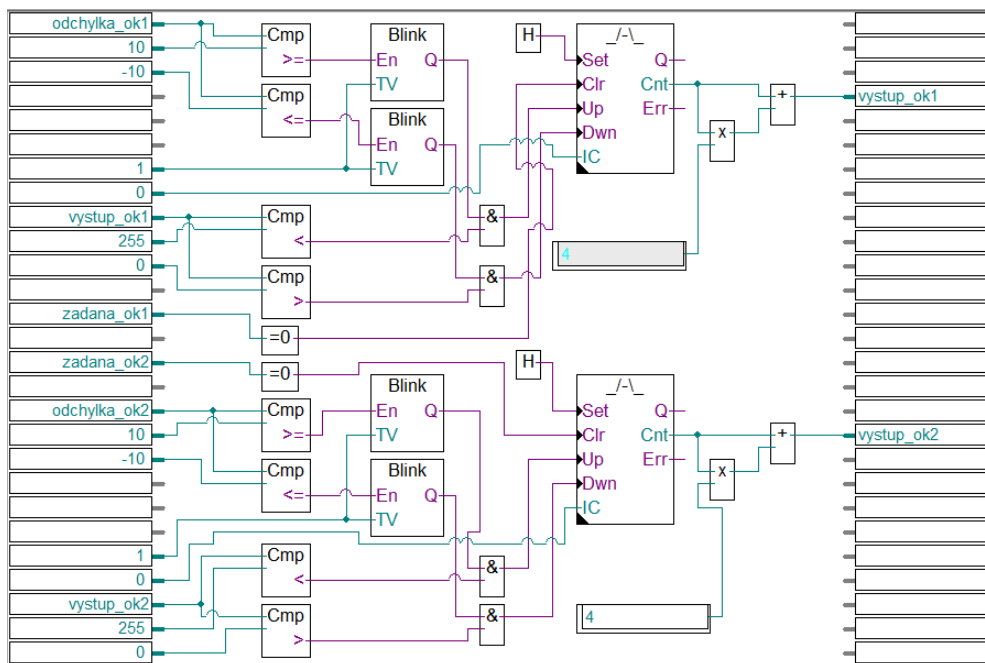 odchylka_ok1
10
-10
1
0
vystup_ok1
255
0
zadana_ok1
zadana_ok2
odchylka_ok2
10
-10
1
0
vystup_ok2
255
0
Cmp
>=
Cmp
<=
Cmp
<
Cmp
>
=0
=0
Cmp
>=
Cmp
<=
Cmp
<
Cmp
>
Blink
En Q
TV
Blink
En Q
TV
Blink
En Q
TV
Blink
En Q
TV
&
&
&
&
H
_/-\_
Set Q
Clr Cnt
Up Err
Dwn
IC
4
x
+
vystup_ok1
H
_/-\_
Set Q
Clr Cnt
Up Err
Dwn
IC
4
x
+
vystup_ok2